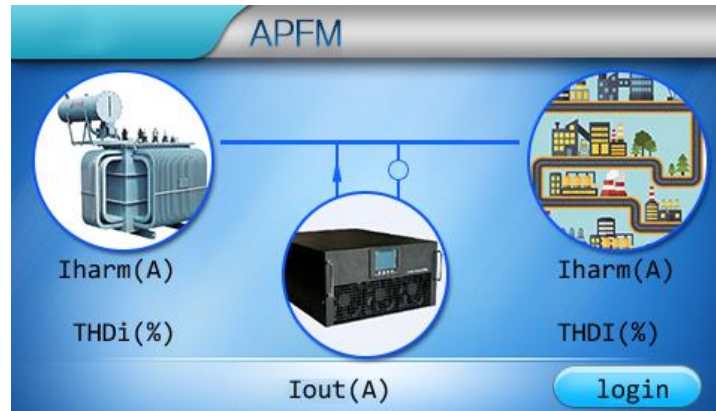 APFM
Iharm(A)
Iharm(A)
THDi(%)
THDI(%)
Iout(A)
login